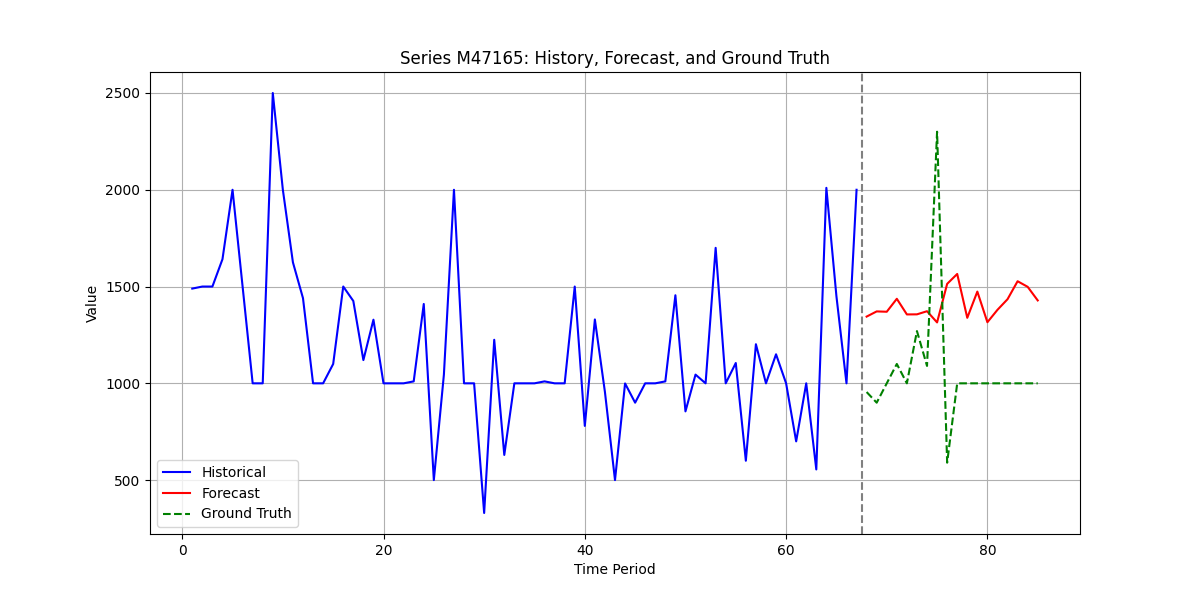 Series M47165: History, Forecast, and Ground Truth
2500
2000
1500
1000
500
Value
Historical
Forecast
Ground Truth
0
20
40
60
80
Time Period